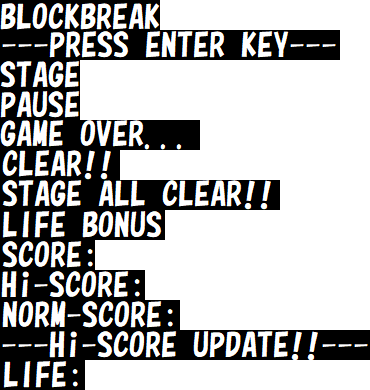 BLOCKBREAK
---PRESS ENTER KEY---
STAGE
PAUSE
GAME OVER...
CLEAR!!
STAGE ALL CLEAR!!
LIFE BONUS
SCORE:
Hi-SCORE:
NORM-SCORE:
---Hi-SCORE UPDATE!!---
LIFE: